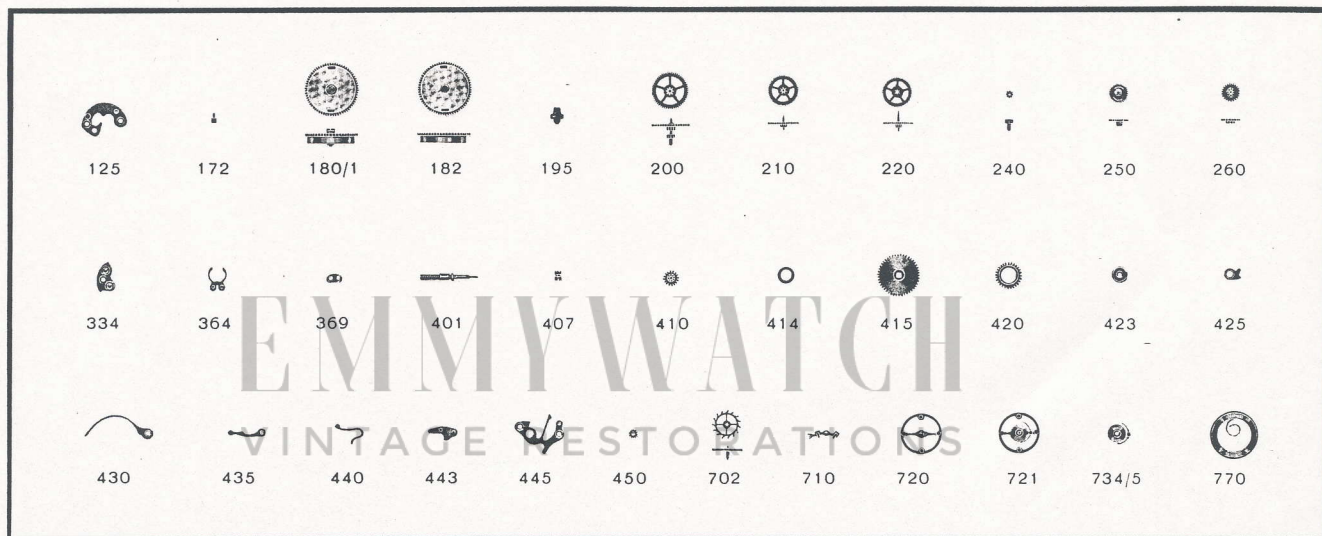 125 172 180/1 182 195 200 210 220 240 250 260
334 364 369 401 407 410 414 415 420 423 425
EMMYWATCH
VINTAGE RESTORATIONS
430 435 440 443 445 450 702 710 720 721 734/5 770
6